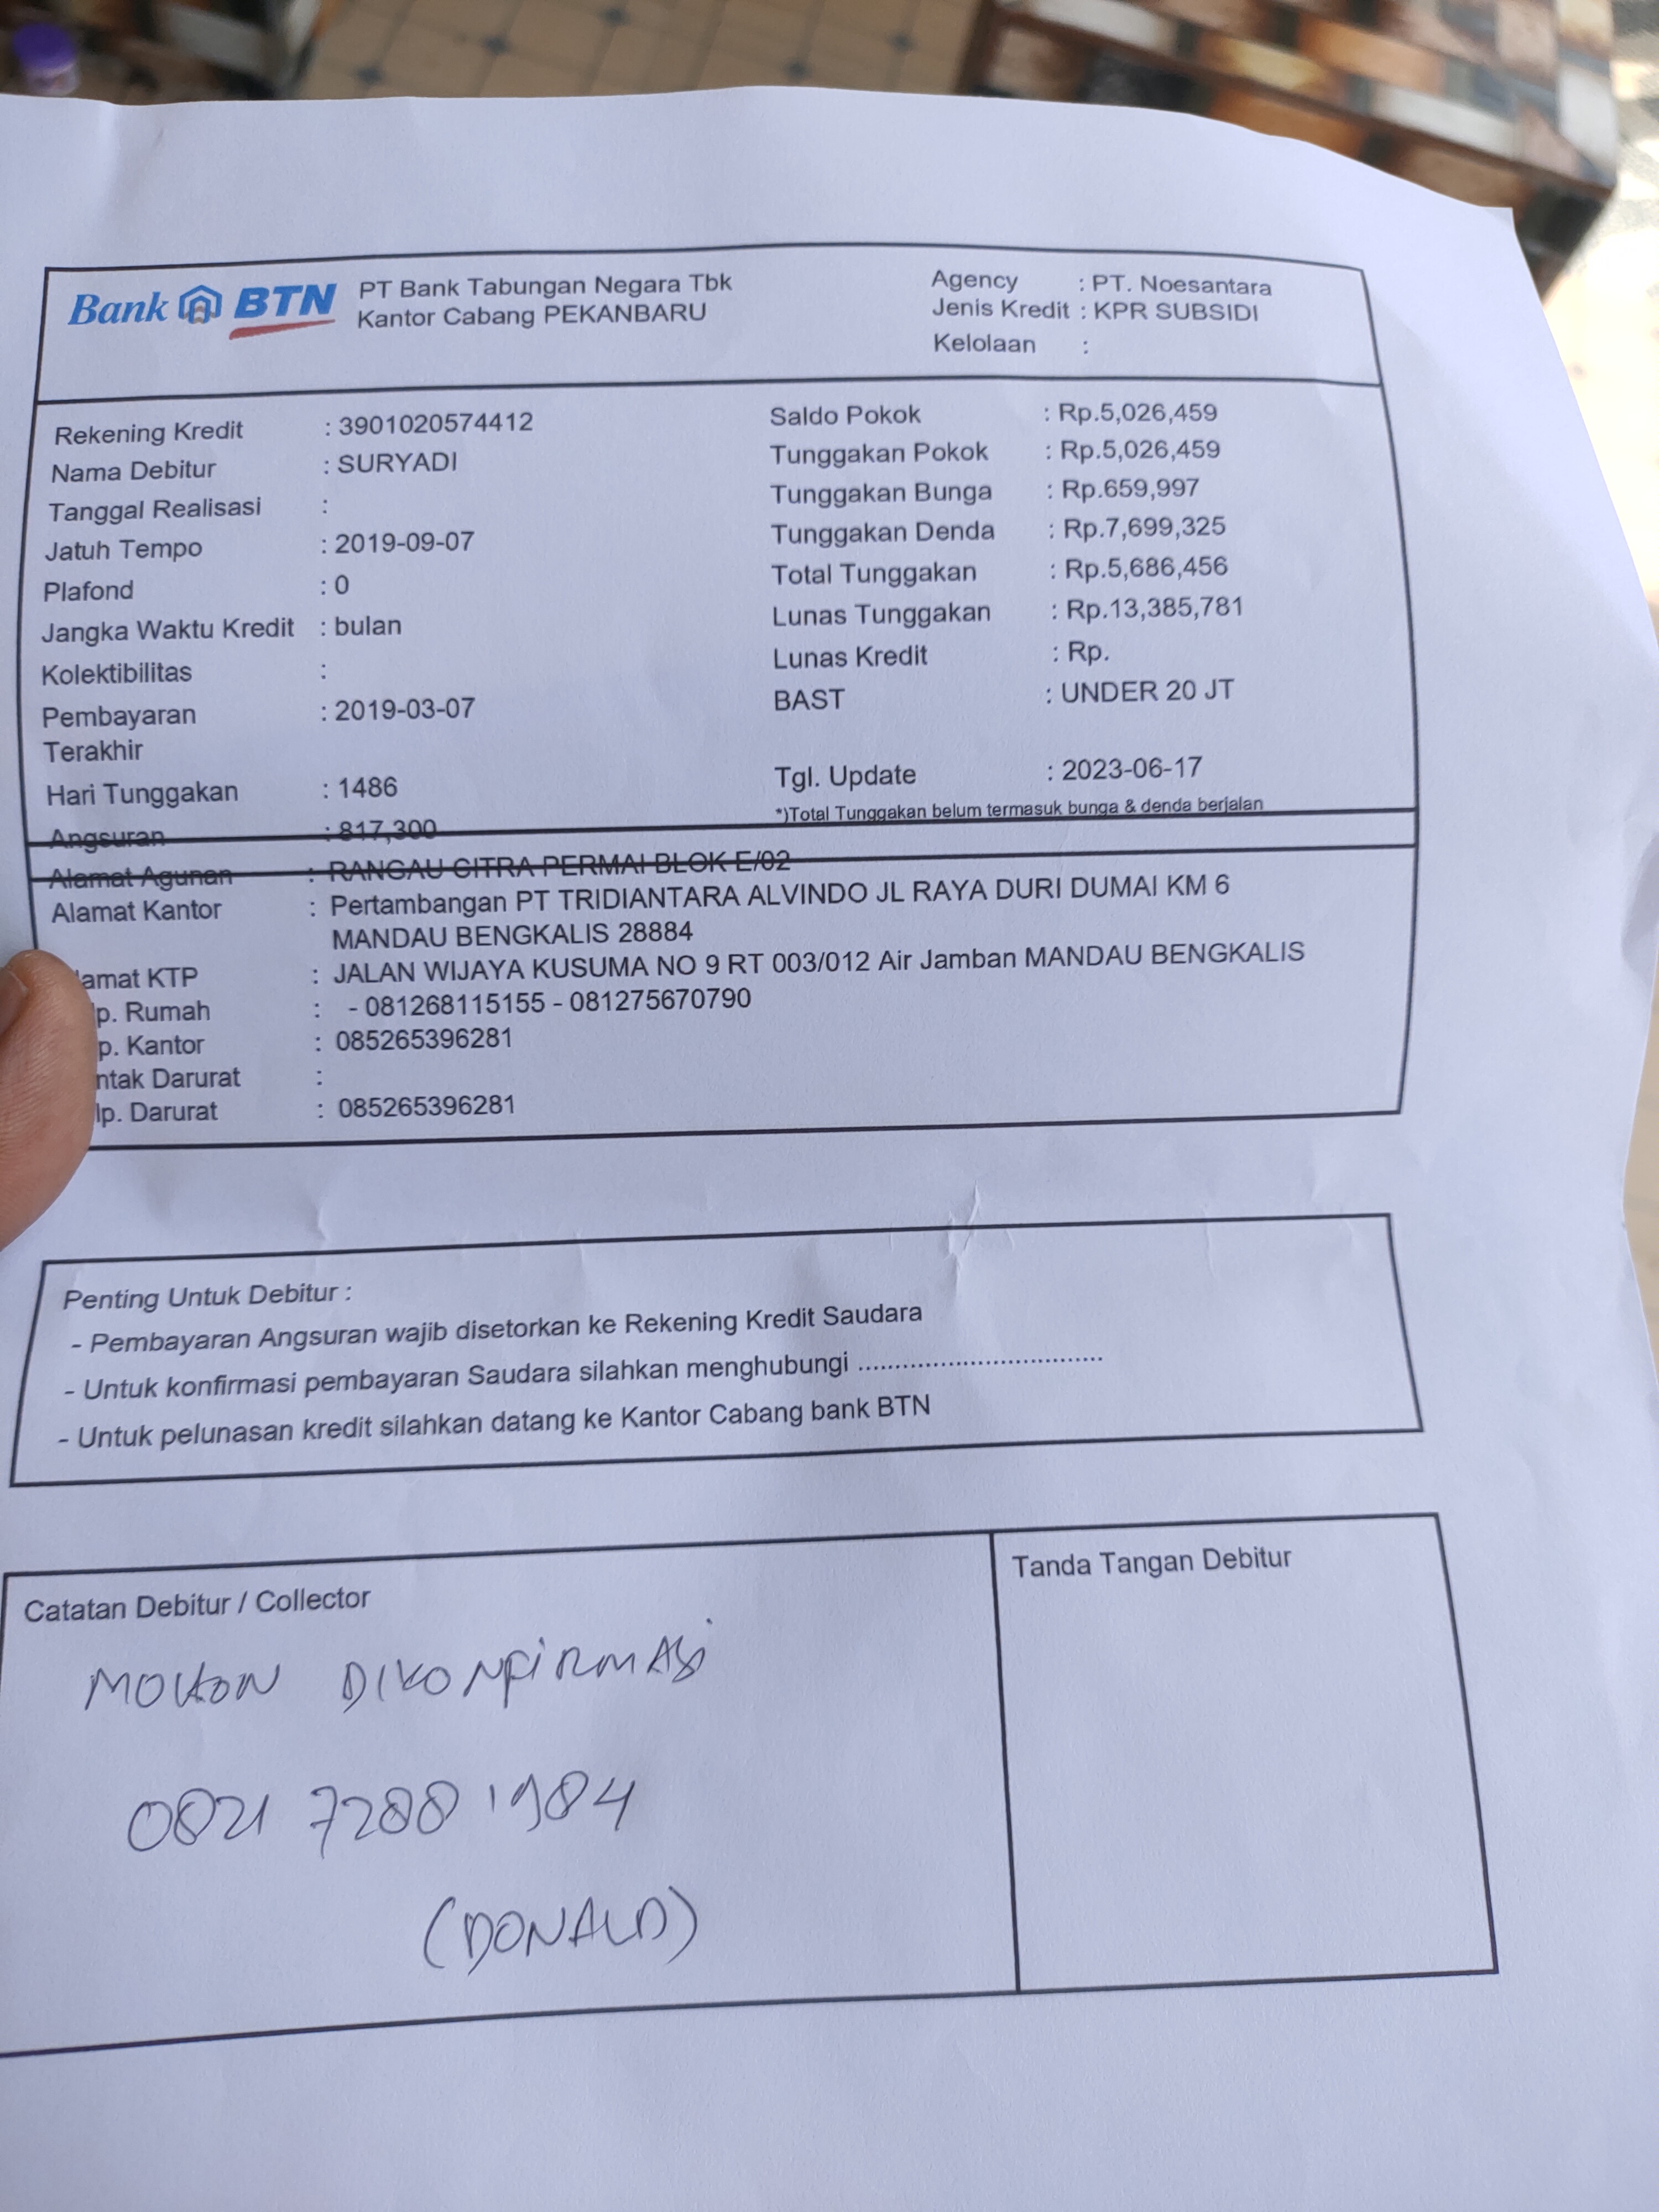 Bank BTN
PT Bank Tabungan Negara Tbk
Kantor Cabang PEKANBARU
Agency : PT. Noesantara
Jenis Kredit : KPR SUBSIDI
Kelolaan :
Rekening Kredit : 3901020574412
Nama Debitur : SURYADI
Tanggal Realisasi :
Jatuh Tempo : 2019-09-07
Plafond : 0
Jangka Waktu Kredit : bulan
Kolektibilitas :
Pembayaran : 2019-03-07
Terakhir
Hari Tunggakan : 1486
Angsuran : 817,300
Saldo Pokok : Rp.5,026,459
Tunggakan Pokok : Rp.5,026,459
Tunggakan Bunga : Rp.659,997
Tunggakan Denda : Rp.7,699,325
Total Tunggakan : Rp.5,686,456
Lunas Tunggakan : Rp.13,385,781
Lunas Kredit : Rp.
BAST : UNDER 20 JT
Tgl. Update : 2023-06-17
*)Total Tunggakan belum termasuk bunga & denda berjalan
Alamat Agunan : RANGAU CITRA PERMAI BLOK E/02
Alamat Kantor : Pertambangan PT TRIDIANTARA ALVINDO JL RAYA DURI DUMAI KM 6
MANDAU BENGKALIS 28884
amat KTP : JALAN WIJAYA KUSUMA NO 9 RT 003/012 Air Jamban MANDAU BENGKALIS
p. Rumah : - 081268115155 - 081275670790
p. Kantor : 085265396281
ntak Darurat :
lp. Darurat : 085265396281
Penting Untuk Debitur :
- Pembayaran Angsuran wajib disetorkan ke Rekening Kredit Saudara
- Untuk konfirmasi pembayaran Saudara silahkan menghubungi .................................
- Untuk pelunasan kredit silahkan datang ke Kantor Cabang bank BTN
Catatan Debitur / Collector
Tanda Tangan Debitur
MOHON DIKONFIRMASI
0821 7288 1984
(DONALD)